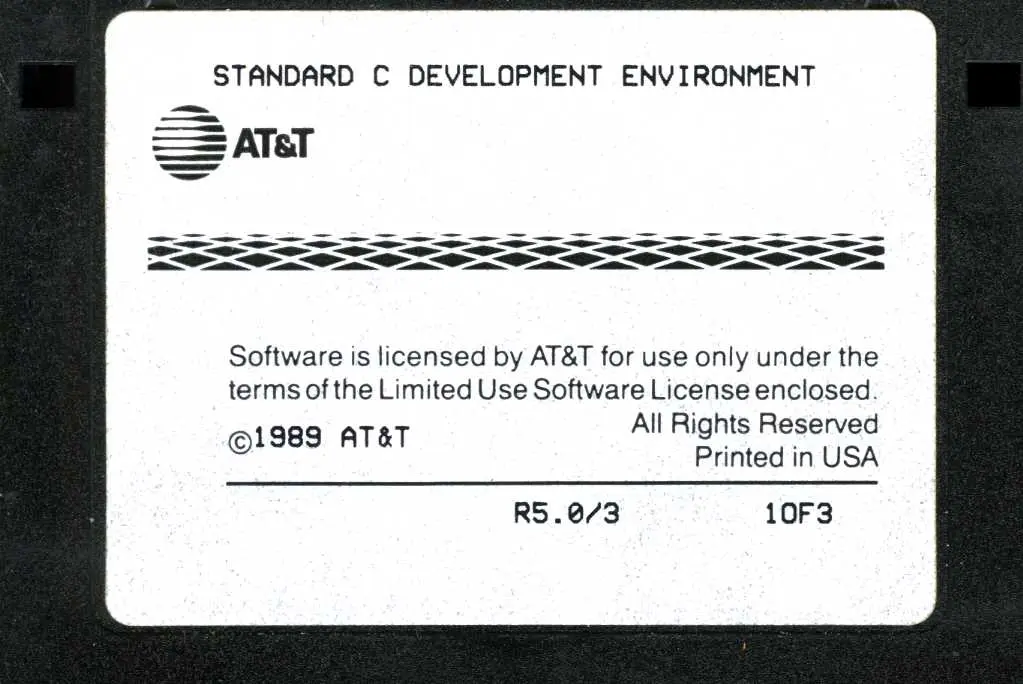 STANDARD C DEVELOPMENT ENVIRONMENT
AT&T
Software is licensed by AT&T for use only under the
terms of the Limited Use Software License enclosed.
All Rights Reserved
©1989 AT&T
Printed in USA
R5.0/3 1OF3